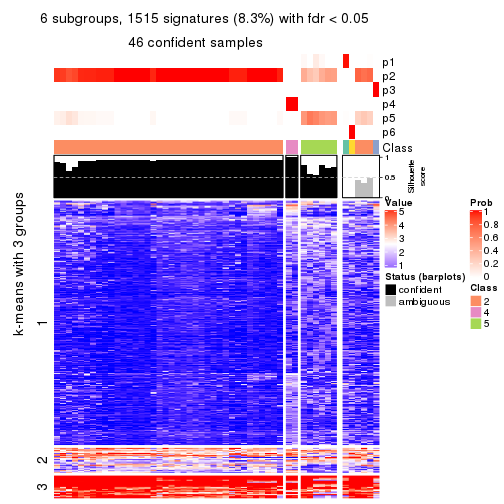 6 subgroups, 1515 signatures (8.3%) with fdr < 0.05
46 confident samples
p1
p2
p3
p4
p5
p6
Class
1
0.5
0
Silhouette
score
k-means with 3 groups
1
2
3
Value
5
4
3
2
1
Status (barplots)
confident
ambiguous
Prob
1
0.8
0.6
0.4
0.2
0
Class
2
4
5